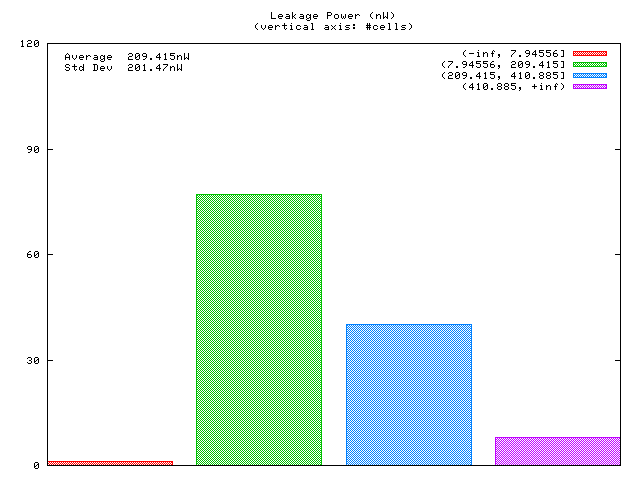 Leakage Power (nW)
(vertical axis: #cells)
120
Average 209.415nW
Std Dev 201.47nW
(-inf, 7.94556]
(7.94556, 209.415]
(209.415, 410.885]
(410.885, +inf)
90
60
30
0